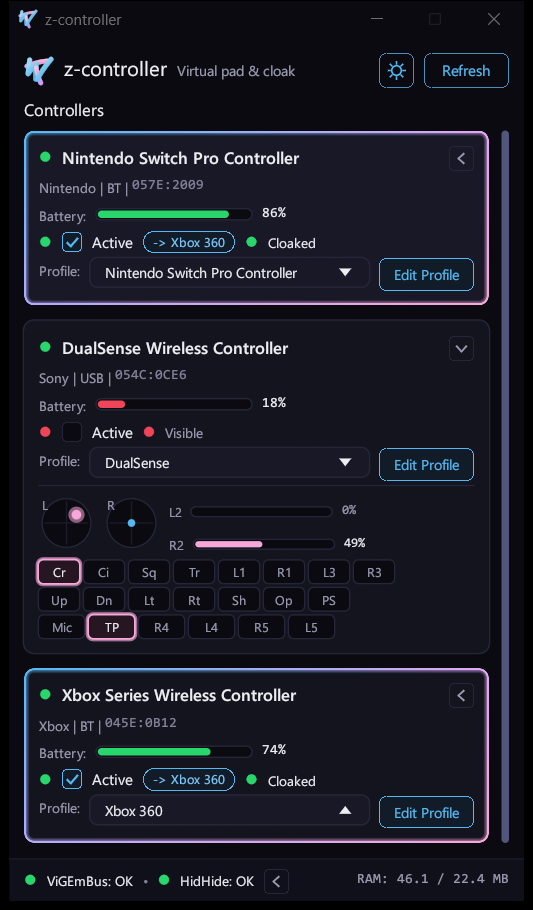 z-controller
z-controller Virtual pad & cloak Refresh
Controllers
Nintendo Switch Pro Controller
Nintendo | BT | 057E:2009
Battery: 86%
Active -> Xbox 360 Cloaked
Profile: Nintendo Switch Pro Controller Edit Profile
DualSense Wireless Controller
Sony | USB | 054C:0CE6
Battery: 18%
Active Visible
Profile: DualSense Edit Profile
L R L2 0%
R2 49%
Cr Ci Sq Tr L1 R1 L3 R3
Up Dn Lt Rt Sh Op PS
Mic TP R4 L4 R5 L5
Xbox Series Wireless Controller
Xbox | BT | 045E:0B12
Battery: 74%
Active -> Xbox 360 Cloaked
Profile: Xbox 360 Edit Profile
ViGEmBus: OK • HidHide: OK RAM: 46.1 / 22.4 MB